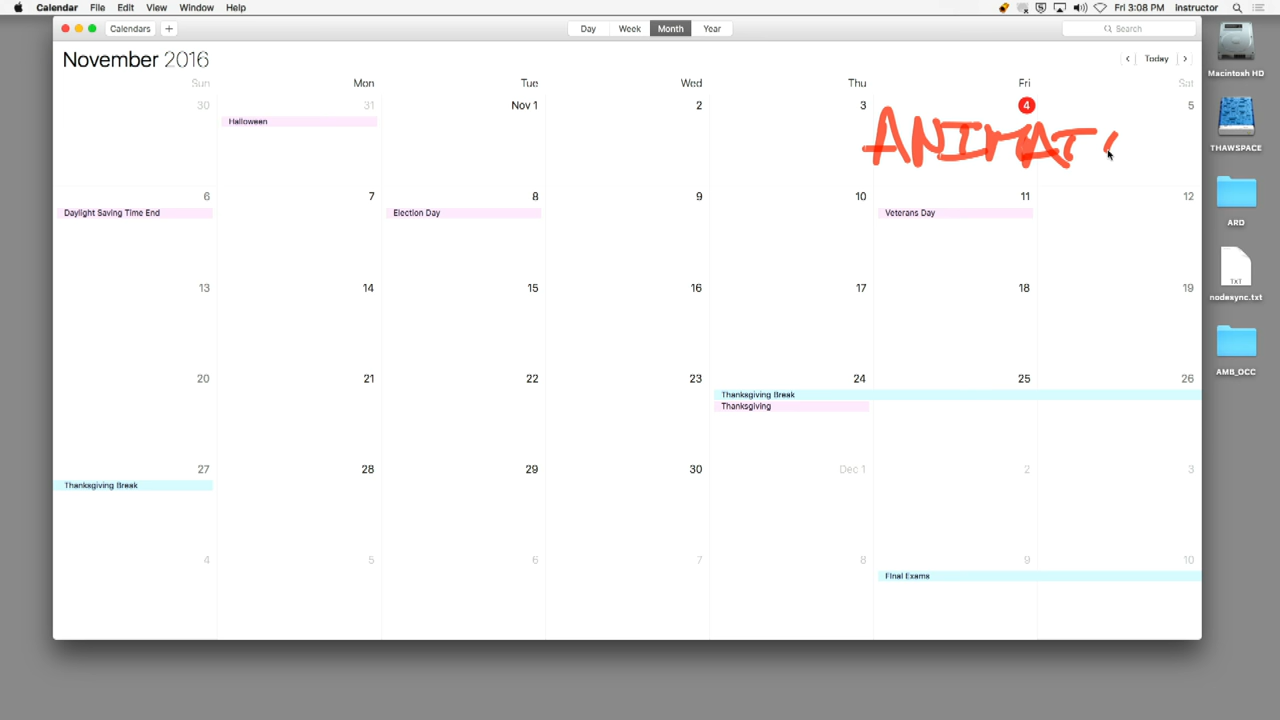 Calendar File Edit View Window Help Fri 3:08 PM instructor
Calendars + Day Week Month Year Search
November 2016 < Today >
Sun Mon Tue Wed Thu Fri Sat
30 31 Nov 1 2 3 4 5
Halloween
ANIMAT
6 7 8 9 10 11 12
Daylight Saving Time End Election Day Veterans Day
13 14 15 16 17 18 19
20 21 22 23 24 25 26
Thanksgiving Break
Thanksgiving
27 28 29 30 Dec 1 2 3
Thanksgiving Break
4 5 6 7 8 9 10
Final Exams
Macintosh HD
THAWSPACE
ARD
TXT
nodesync.txt
AMB_OCC